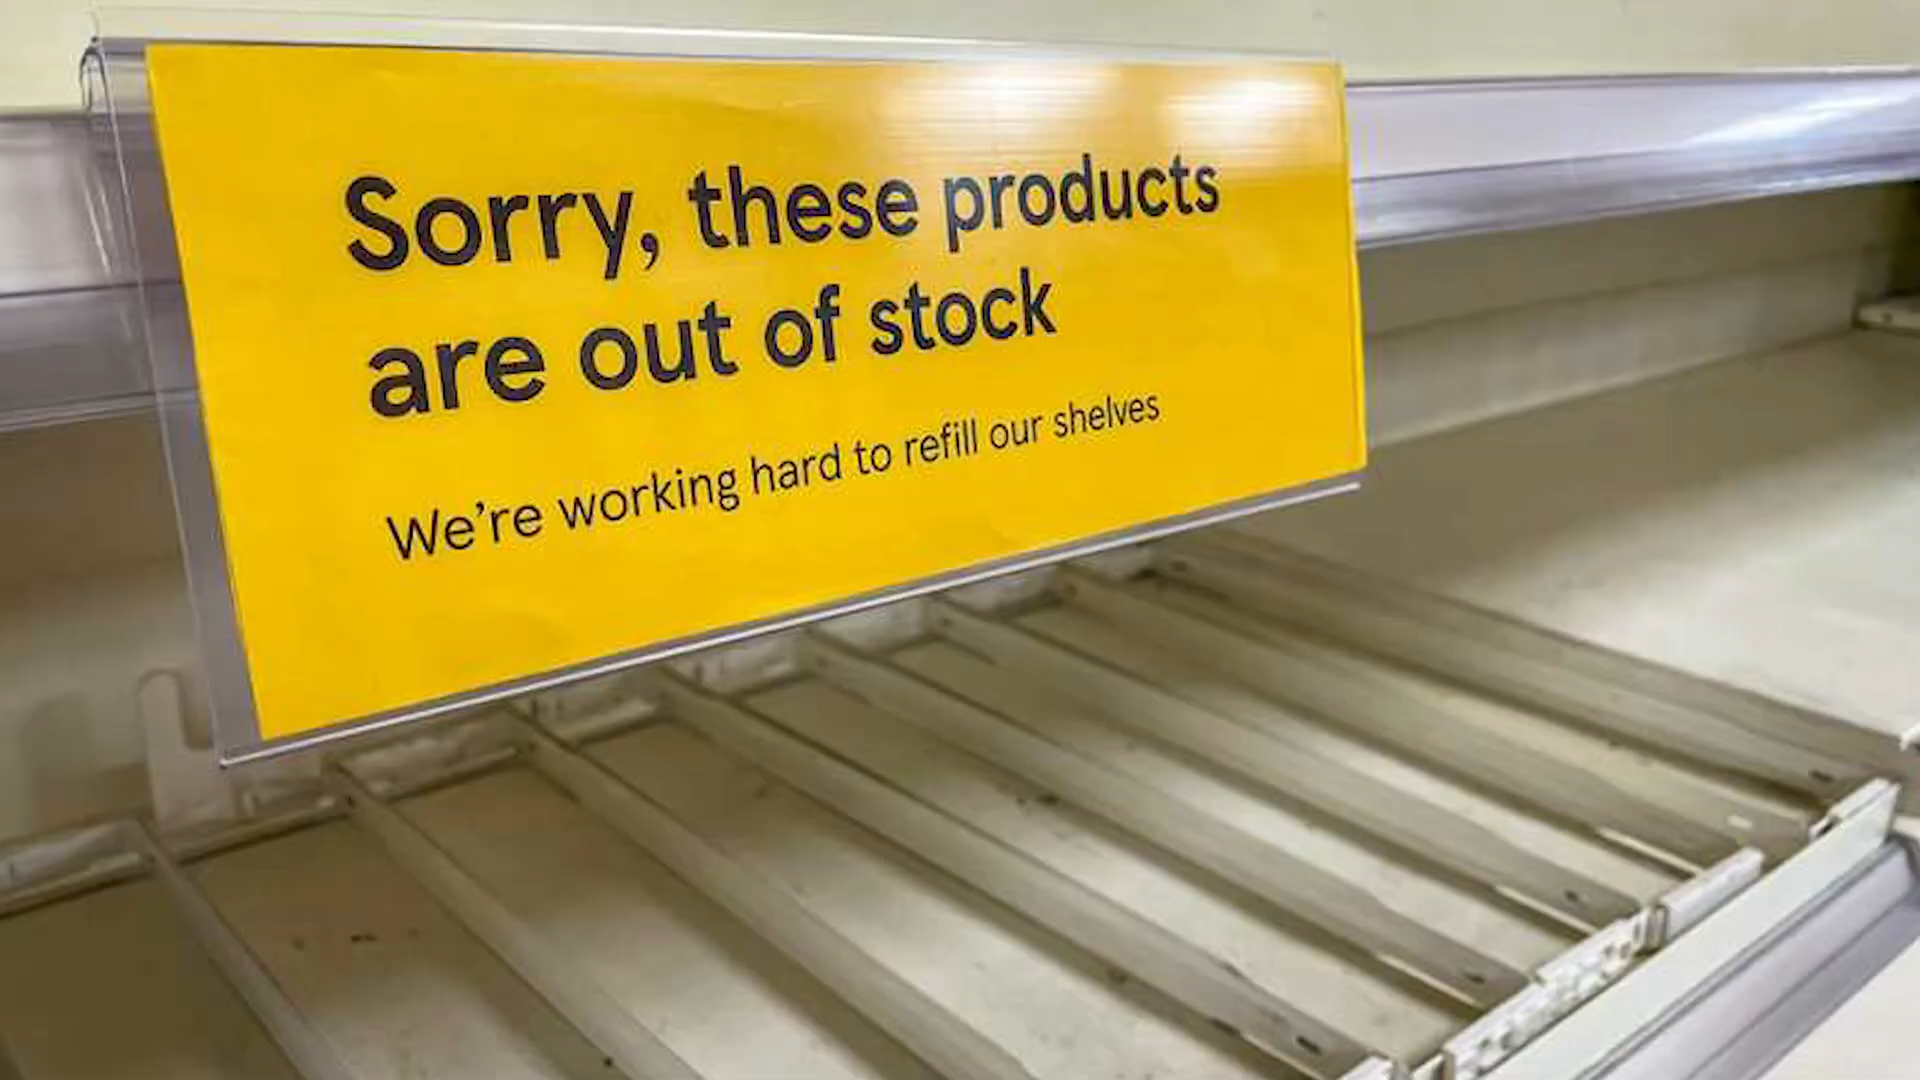 Sorry, these products
are out of stock
We're working hard to refill our shelves